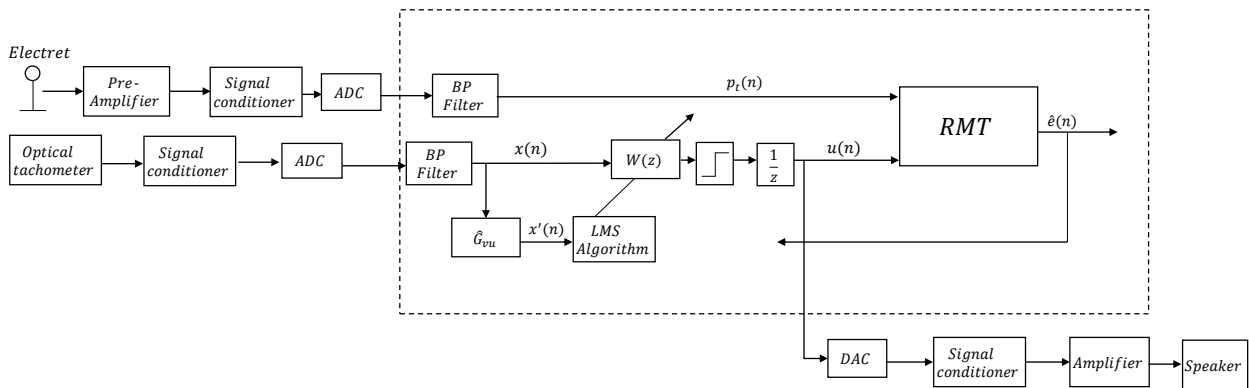 Electret
Pre-
Amplifier
Signal
conditioner
ADC
BP
Filter
p_t(n)
RMT
ê(n)
Optical
tachometer
Signal
conditioner
ADC
BP
Filter
x(n)
W(z)
1
z
u(n)
Ĝ_vu
x'(n)
LMS
Algorithm
DAC
Signal
conditioner
Amplifier
Speaker